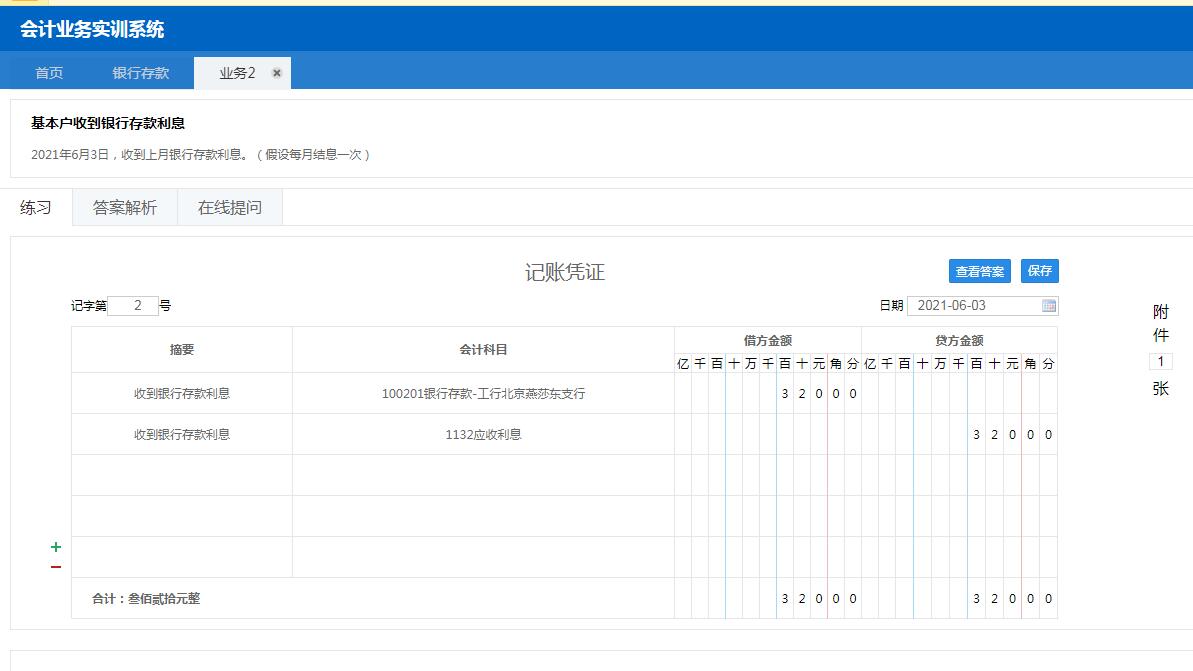 会计业务实训系统
首页 银行存款 业务2
基本户收到银行存款利息
2021年6月3日，收到上月银行存款利息。（假设每月结息一次）
练习 答案解析 在线提问
记账凭证 查看答案 保存
记字第 2 号 日期 2021-06-03
附
件
1
张
摘要 会计科目 借方金额 贷方金额
亿 千 百 十 万 千 百 十 元 角 分 亿 千 百 十 万 千 百 十 元 角 分
收到银行存款利息 100201银行存款-工行北京燕莎东支行 3 2 0 0 0
收到银行存款利息 1132应收利息 3 2 0 0 0
合计：叁佰贰拾元整 3 2 0 0 0 3 2 0 0 0